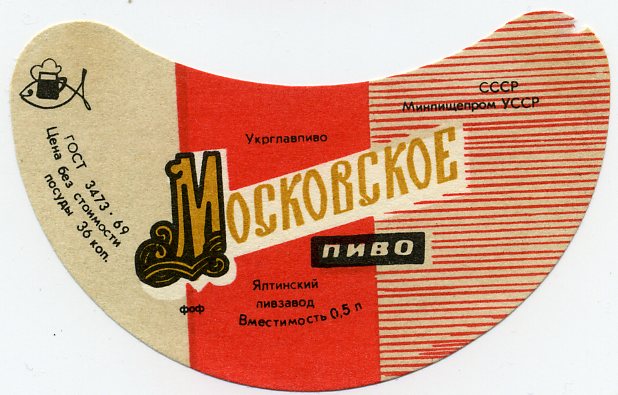 СССР
Минпищепром УССР
Укрглавпиво
Московское
ПИВО
ГОСТ 3473·69
Цена без стоимости
посуды 36 коп.
Ялтинский
пивзавод
Вместимость 0,5 л
фоф